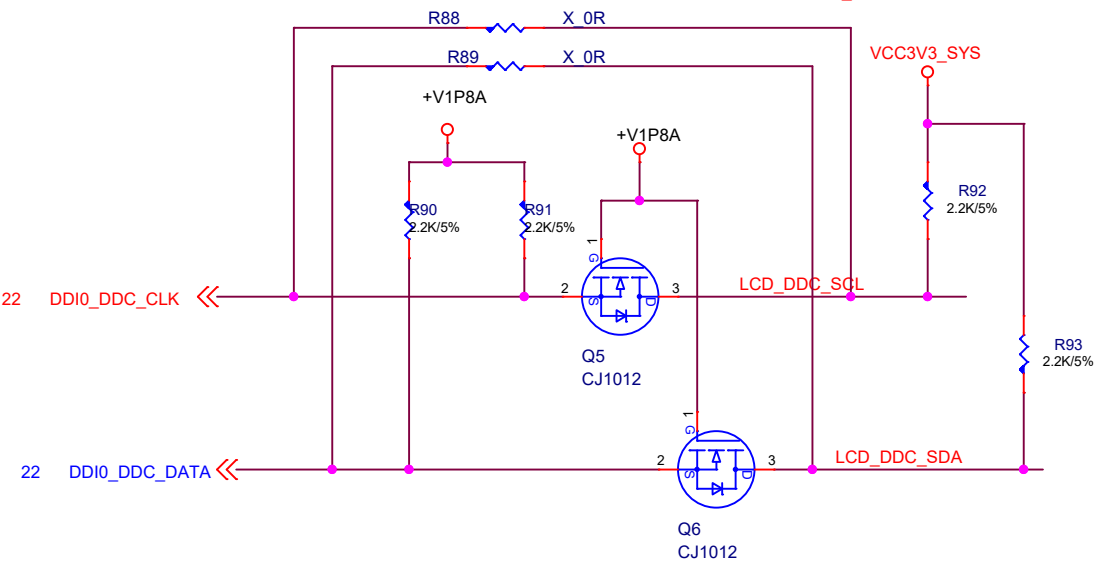 R88 X_0R
R89 X_0R
VCC3V3_SYS
+V1P8A
+V1P8A
R90
2.2K/5%
R91
2.2K/5%
R92
2.2K/5%
1
G
22 DDI0_DDC_CLK
2
S
D
3
LCD_DDC_SCL
Q5
CJ1012
R93
2.2K/5%
1
G
22 DDI0_DDC_DATA
2
S
D
3
LCD_DDC_SDA
Q6
CJ1012